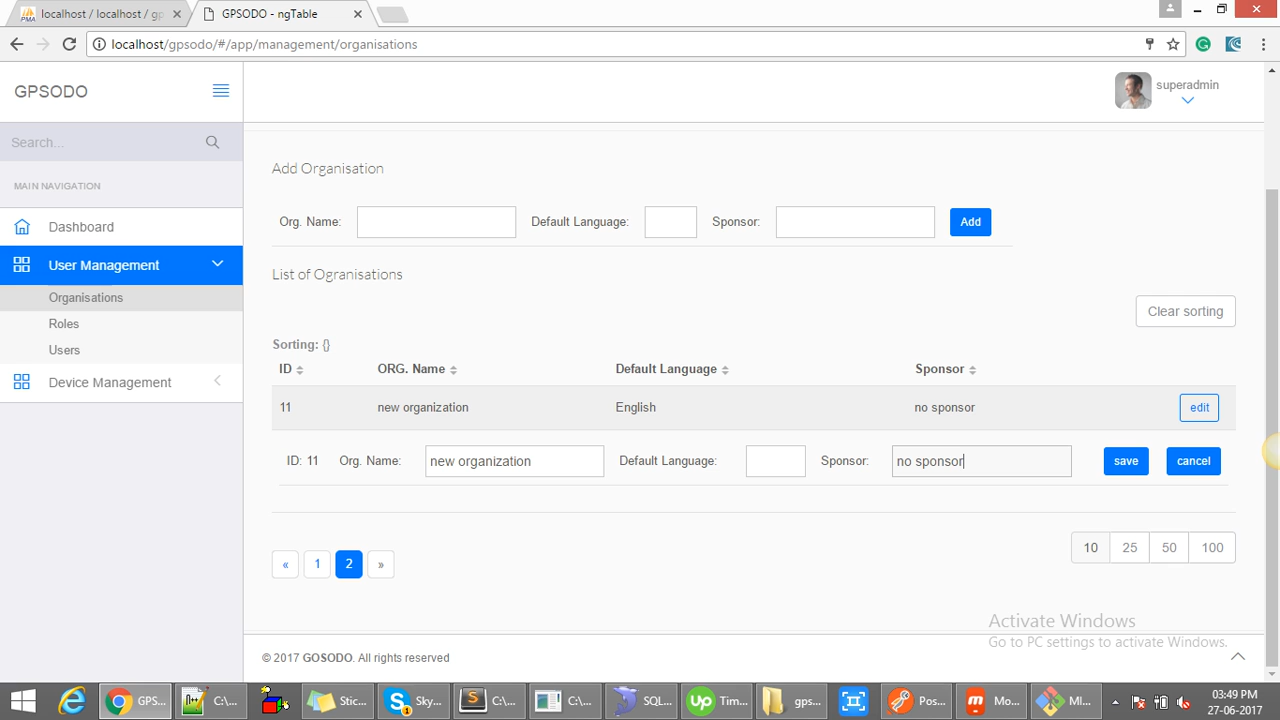 localhost / localhost / gp
GPSODO - ngTable
localhost/gpsodo/#/app/management/organisations
GPSODO
superadmin
Search...
MAIN NAVIGATION
Dashboard
User Management
Organisations
Roles
Users
Device Management
Add Organisation
Org. Name: Default Language: Sponsor: Add
List of Ogranisations
Clear sorting
Sorting: {}
ID ORG. Name Default Language Sponsor
11 new organization English no sponsor edit
ID: 11 Org. Name: new organization Default Language: Sponsor: no sponsor save cancel
« 1 2 »
10 25 50 100
Activate Windows
Go to PC settings to activate Windows.
© 2017 GOSODO. All rights reserved
GPS... C:\... Stic... Sky... C:\... C:\... SQL... Tim... gps... Pos... Mo... MI...
03:49 PM
27-06-2017